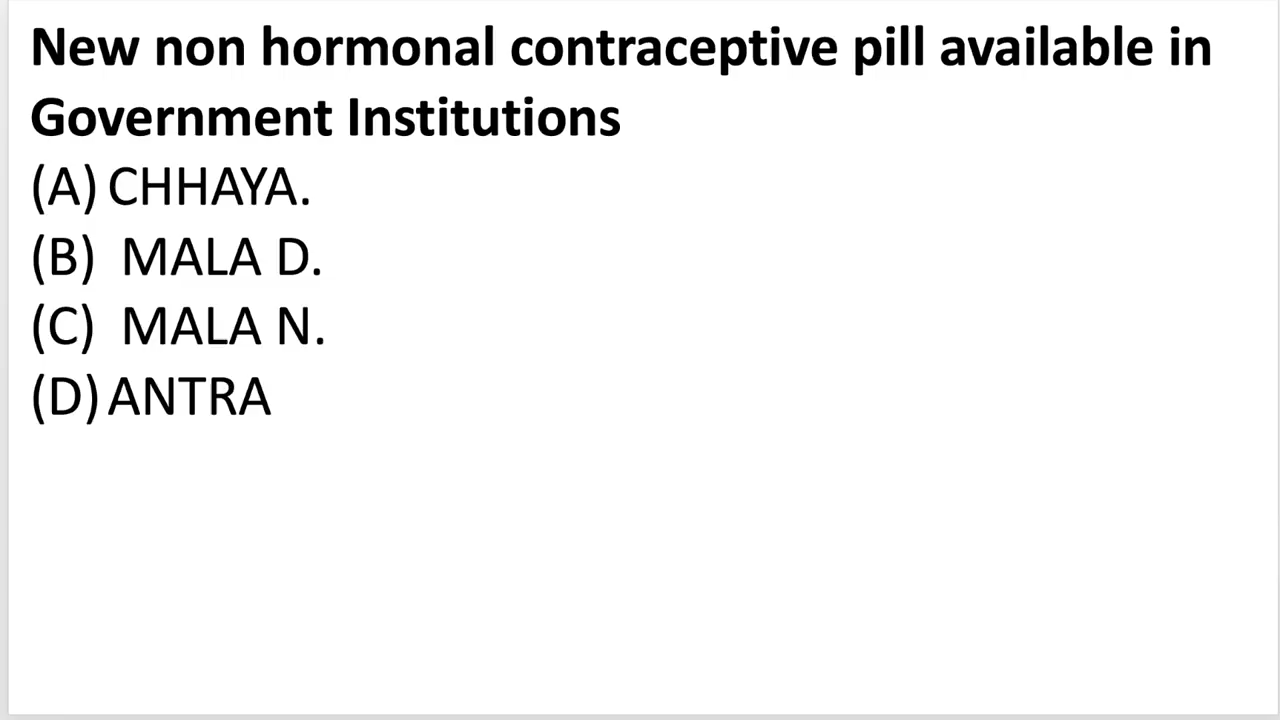 New non hormonal contraceptive pill available in
Government Institutions
(A) CHHAYA.
(B) MALA D.
(C) MALA N.
(D) ANTRA